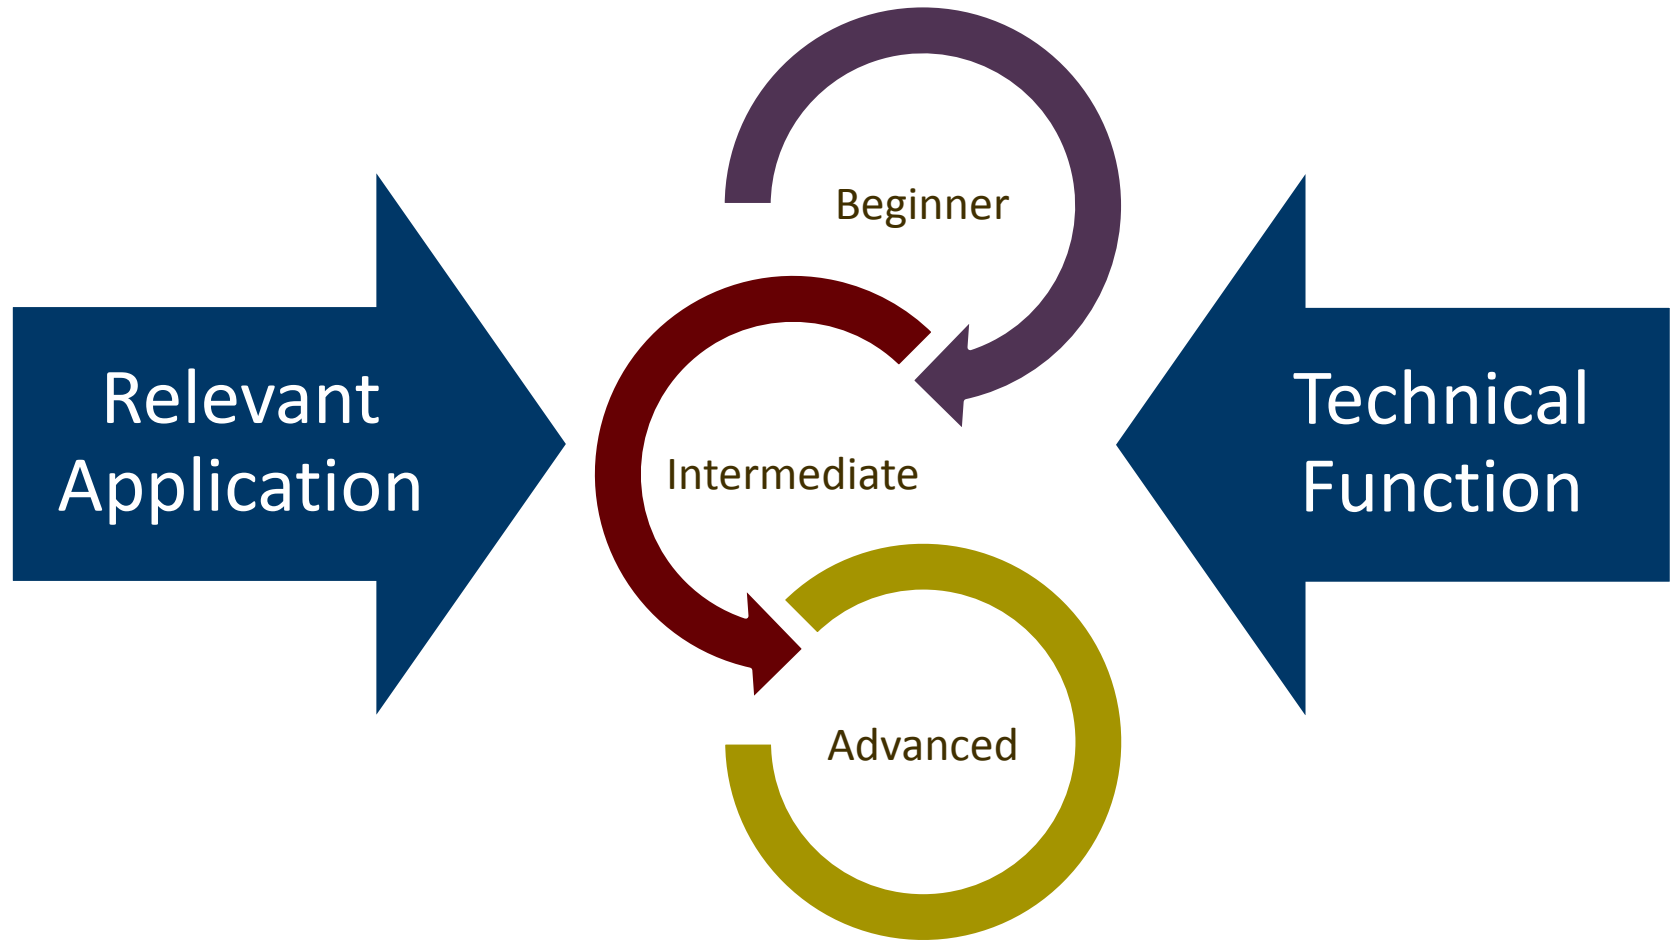 Beginner
Relevant
Application
Intermediate
Technical
Function
Advanced